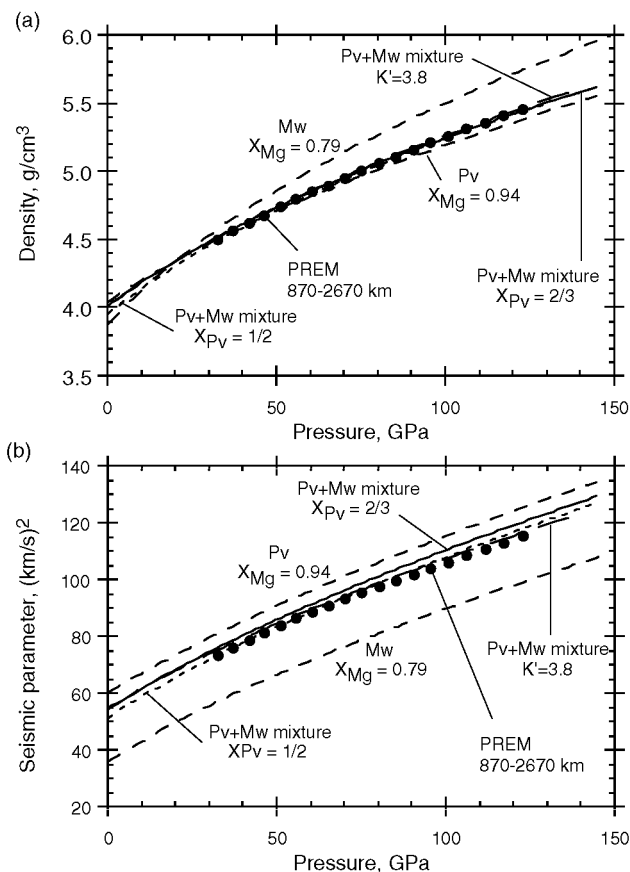 (a)
6.0
5.5
5.0
4.5
4.0
3.5
Density, g/cm3
Pv+Mw mixture
K'=3.8
Mw
XMg = 0.79
Pv
XMg = 0.94
PREM
870-2670 km
Pv+Mw mixture
XPv = 2/3
Pv+Mw mixture
XPv = 1/2
0
50
100
150
Pressure, GPa
(b)
140
120
100
80
60
40
20
Seismic parameter, (km/s)2
Pv+Mw mixture
XPv = 2/3
Pv
XMg = 0.94
Mw
XMg = 0.79
Pv+Mw mixture
K'=3.8
Pv+Mw mixture
XPv = 1/2
PREM
870-2670 km
0
50
100
150
Pressure, GPa